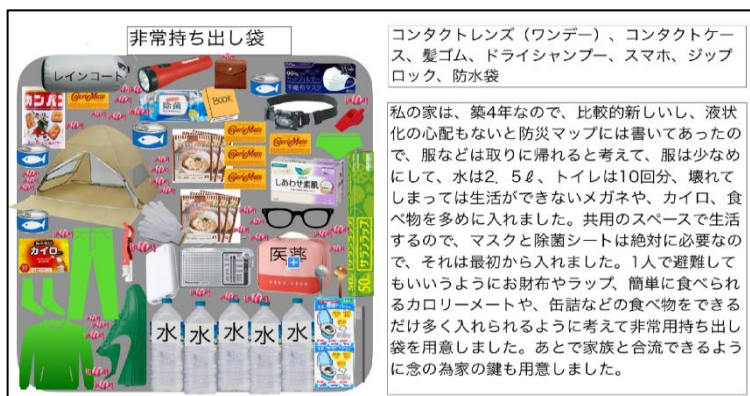 非常持ち出し袋
レインコート
カンパン
CalorieMate
除菌
BOOK
99%
不織布マスク
CalorieMate
CalorieMate
CalorieMate
CalorieMate
CalorieMate
しあわせ素肌
サランラップ
50
カイロ
医薬
水
水
水
水
水
コンタクトレンズ（ワンデー）、コンタクトケー
ス、髪ゴム、ドライシャンプー、スマホ、ジップ
ロック、防水袋
私の家は、築4年なので、比較的新しいし、液状
化の心配もないと防災マップには書いてあったの
で、服などは取りに帰れると考えて、服は少なめ
にして、水は2．5ℓ、トイレは10回分、壊れて
しまっては生活ができないメガネや、カイロ、食
べ物を多めに入れました。共用のスペースで生活
するので、マスクと除菌シートは絶対に必要なの
で、それは最初から入れました。1人で避難して
もいいうようにお財布やラップ、簡単に食べられ
るカロリーメートや、缶詰などの食べ物をできる
だけ多く入れられるように考えて非常用持ち出し
袋を用意しました。あとで家族と合流できるよう
に念の為家の鍵も用意しました。